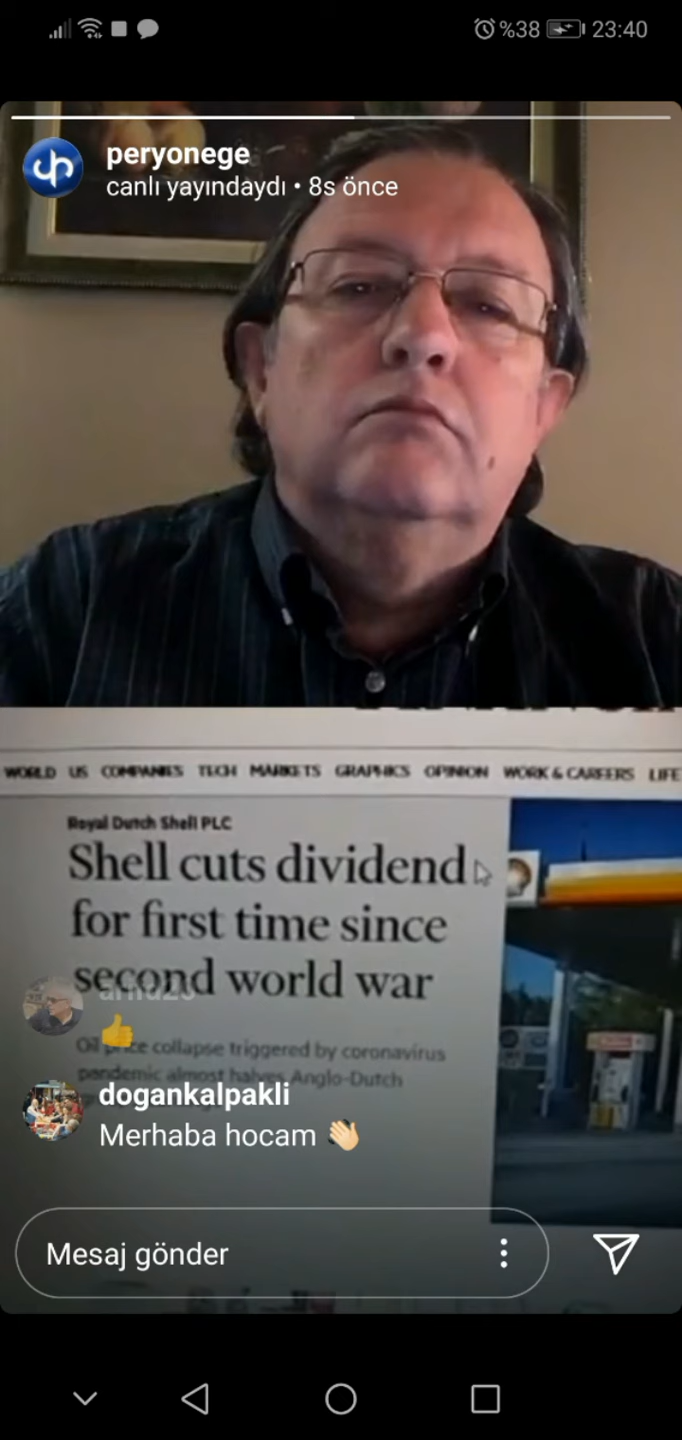 %38
23:40
peryonege
canlı yayındaydı • 8s önce
WORLD US COMPANIES TECH MARKETS GRAPHICS OPINION WORK & CAREERS LIFE
Royal Dutch Shell PLC
Shell cuts dividend
for first time since
second world war
Oil price collapse triggered by coronavirus
pandemic almost halves Anglo-Dutch
dogankalpakli
Merhaba hocam 👋🏻
Mesaj gönder